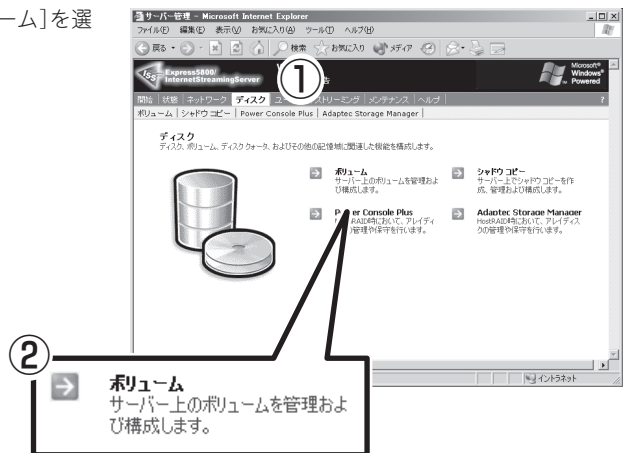 ーム]を選
サーバー管理 - Microsoft Internet Explorer
ファイル(F) 編集(E) 表示(V) お気に入り(A) ツール(T) ヘルプ(H)
戻る 検索 お気に入り メディア
Express5800/
InternetStreamingServer
告
Microsoft®
Windows®
Powered
①
開始 状態 ネットワーク ディスク ユー ストリーミング メンテナンス ヘルプ ?
ボリューム シャドウ コピー Power Console Plus Adaptec Storage Manager
ディスク
ディスク、ボリューム、ディスク クォータ、およびその他の記憶域に関連した機能を構成します。
ボリューム
サーバー上のボリュームを管理およ
び構成します。
シャドウ コピー
サーバー上でシャドウ コピーを作
成、管理および構成します。
er Console Plus
RAID時において、アレイディ
管理や保守を行います。
Adaptec Storage Manager
HostRAID時において、アレイディス
クの管理や保守を行います。
②
ボリューム
サーバー上のボリュームを管理およ
び構成します。
イントラネット